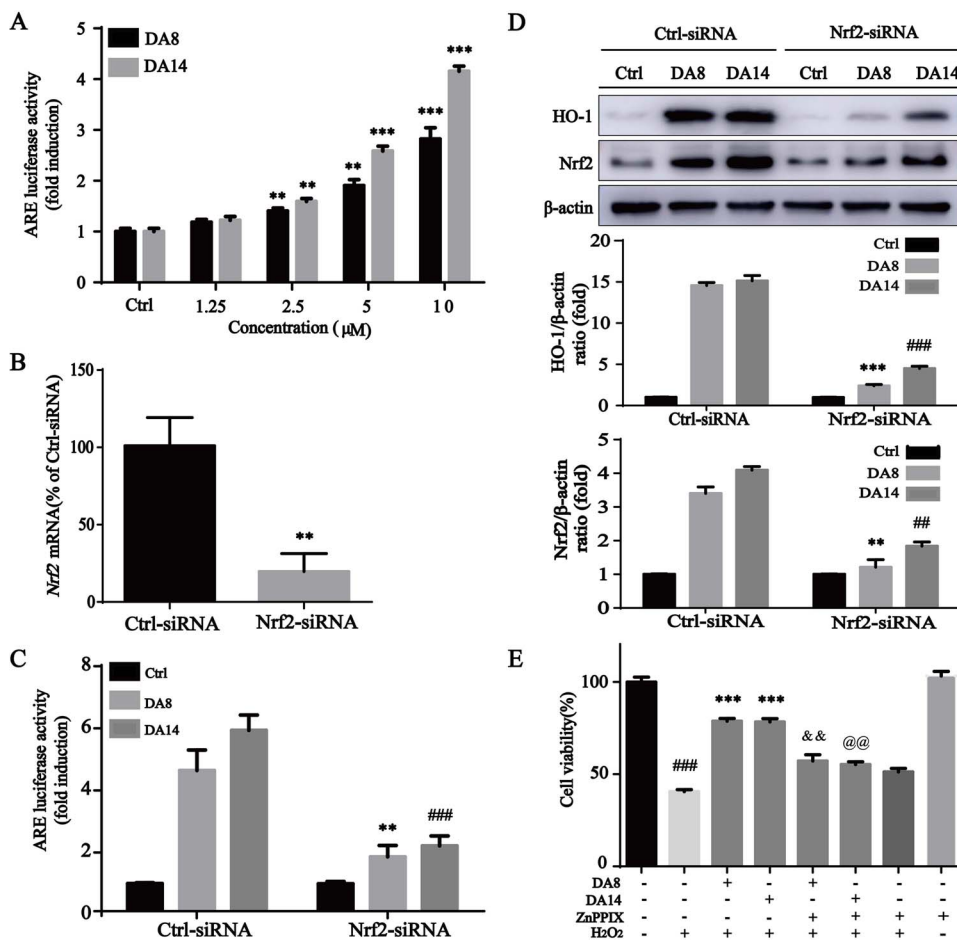 A
DA8
DA14
ARE luciferase activity
(fold induction)
5
4
3
2
1
0
** ** ** *** *** ***
Ctrl 1.25 2.5 5 10
Concentration ( μM)
B
Nrf2 mRNA(% of Ctrl-siRNA)
150
100
50
0
**
Ctrl-siRNA Nrf2-siRNA
C
Ctrl
DA8
DA14
ARE luciferase activity
(fold induction)
8
6
4
2
0
** ###
Ctrl-siRNA Nrf2-siRNA
D
Ctrl-siRNA Nrf2-siRNA
Ctrl DA8 DA14 Ctrl DA8 DA14
HO-1
Nrf2
β-actin
HO-1/β-actin
ratio (fold)
20
15
10
5
0
Ctrl
DA8
DA14
*** ###
Ctrl-siRNA Nrf2-siRNA
Nrf2/β-actin
ratio (fold)
5
4
3
2
1
0
Ctrl
DA8
DA14
** ##
Ctrl-siRNA Nrf2-siRNA
E
Cell viability(%)
100
50
0
### *** *** && @@
DA8 - - + - + - - -
DA14 - - - + - + - -
ZnPPIX - - - - + + + +
H2O2 - + + + + + + -